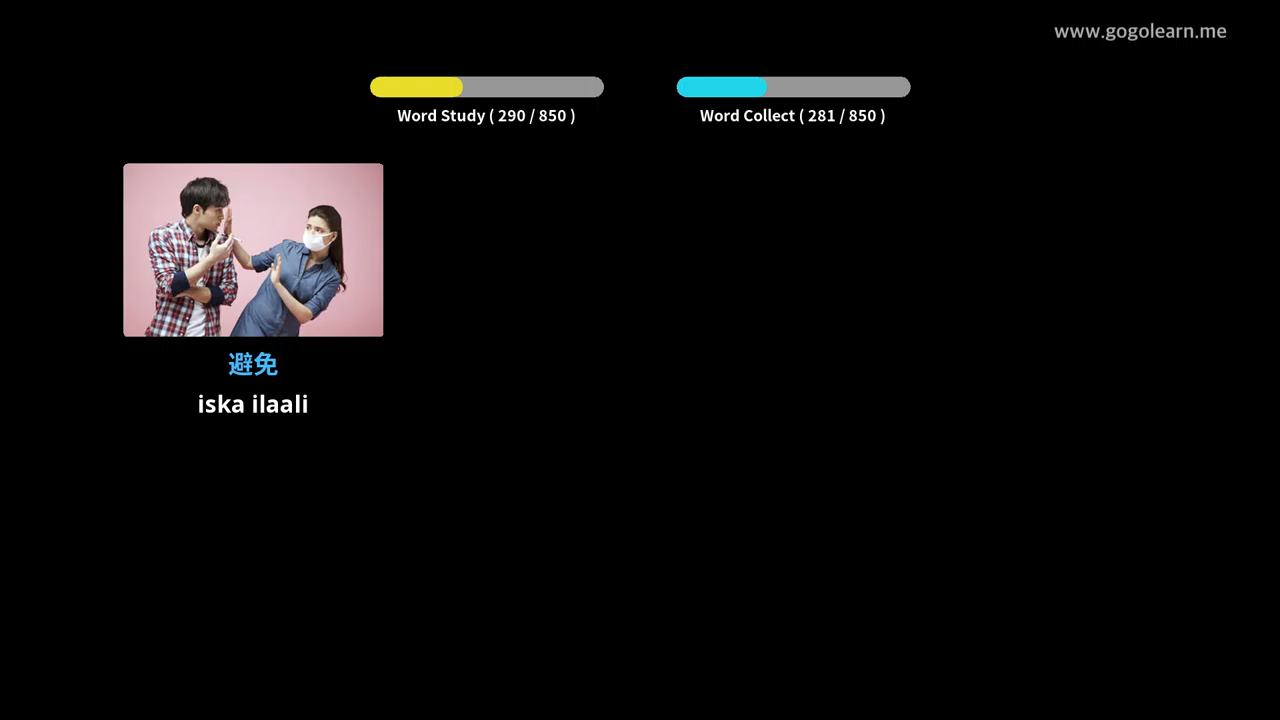 www.gogolearn.me
Word Study ( 290 / 850 )
Word Collect ( 281 / 850 )
避免
iska ilaali